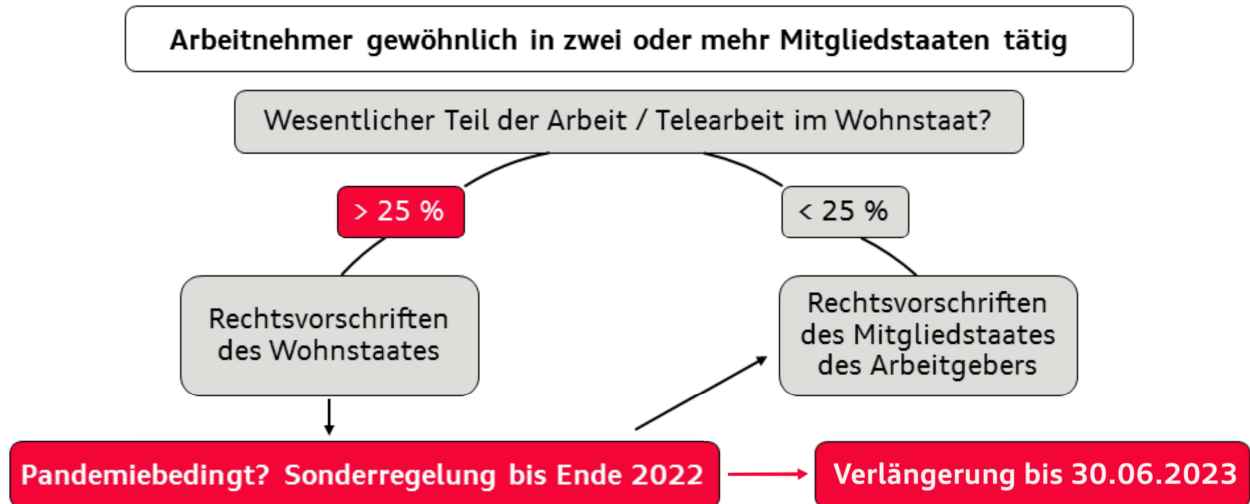 Arbeitnehmer gewöhnlich in zwei oder mehr Mitgliedstaaten tätig
Wesentlicher Teil der Arbeit / Telearbeit im Wohnstaat?
> 25 %
< 25 %
Rechtsvorschriften
des Wohnstaates
Rechtsvorschriften
des Mitgliedstaates
des Arbeitgebers
Pandemiebedingt? Sonderregelung bis Ende 2022
Verlängerung bis 30.06.2023